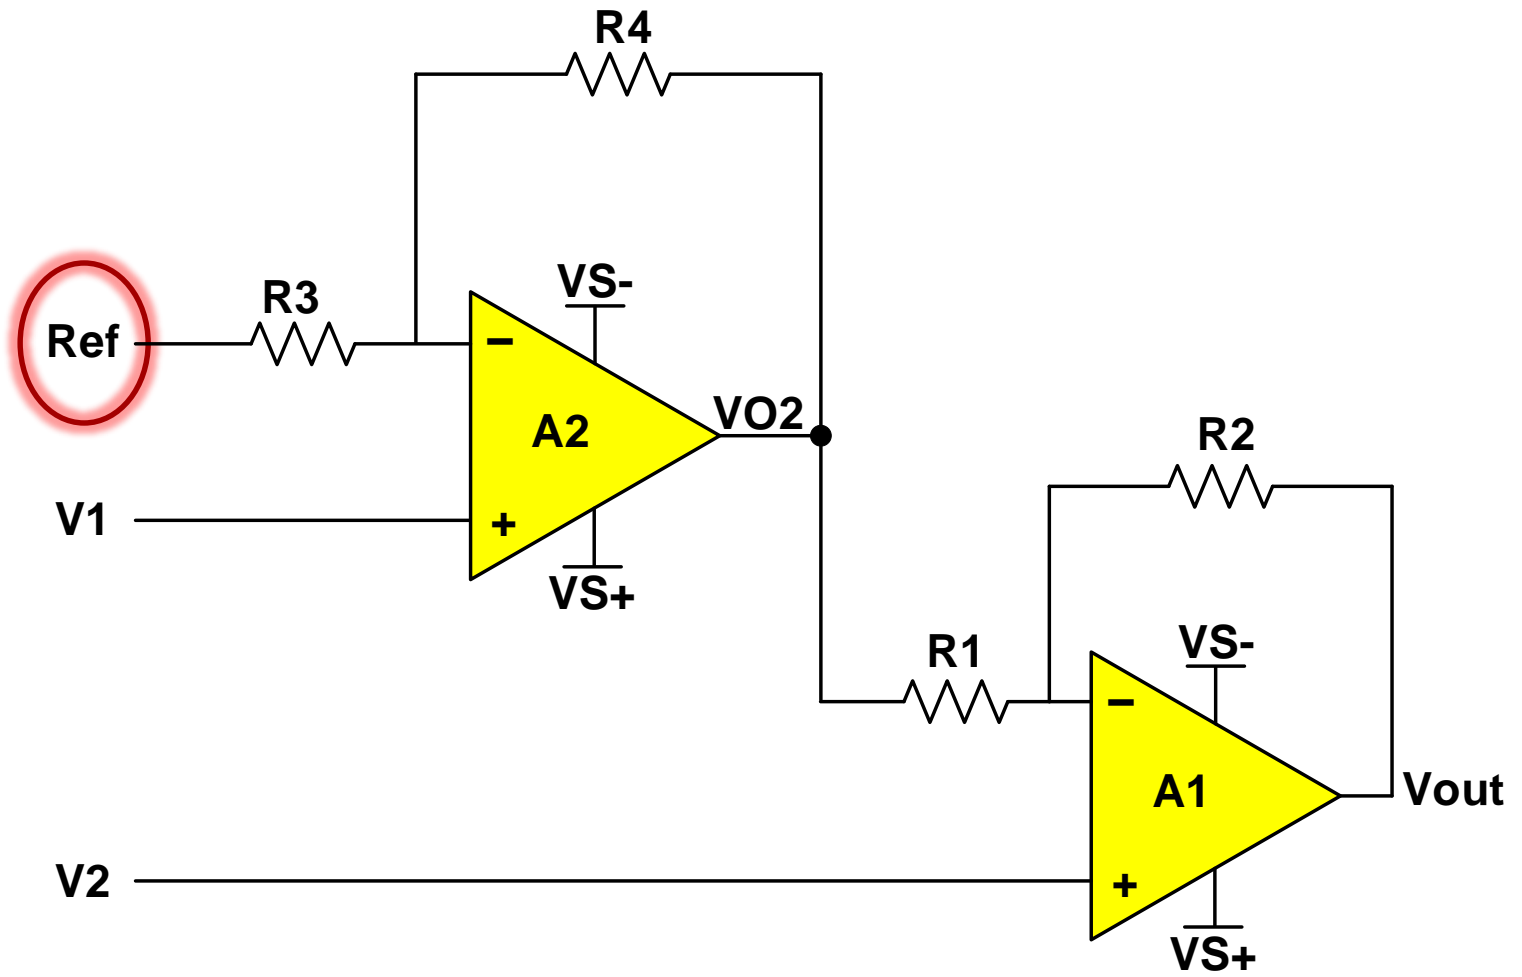 R4
VS-
R3
Ref
−
A2
VO2
V1
+
VS+
R2
R1
VS-
−
A1
Vout
V2
+
VS+